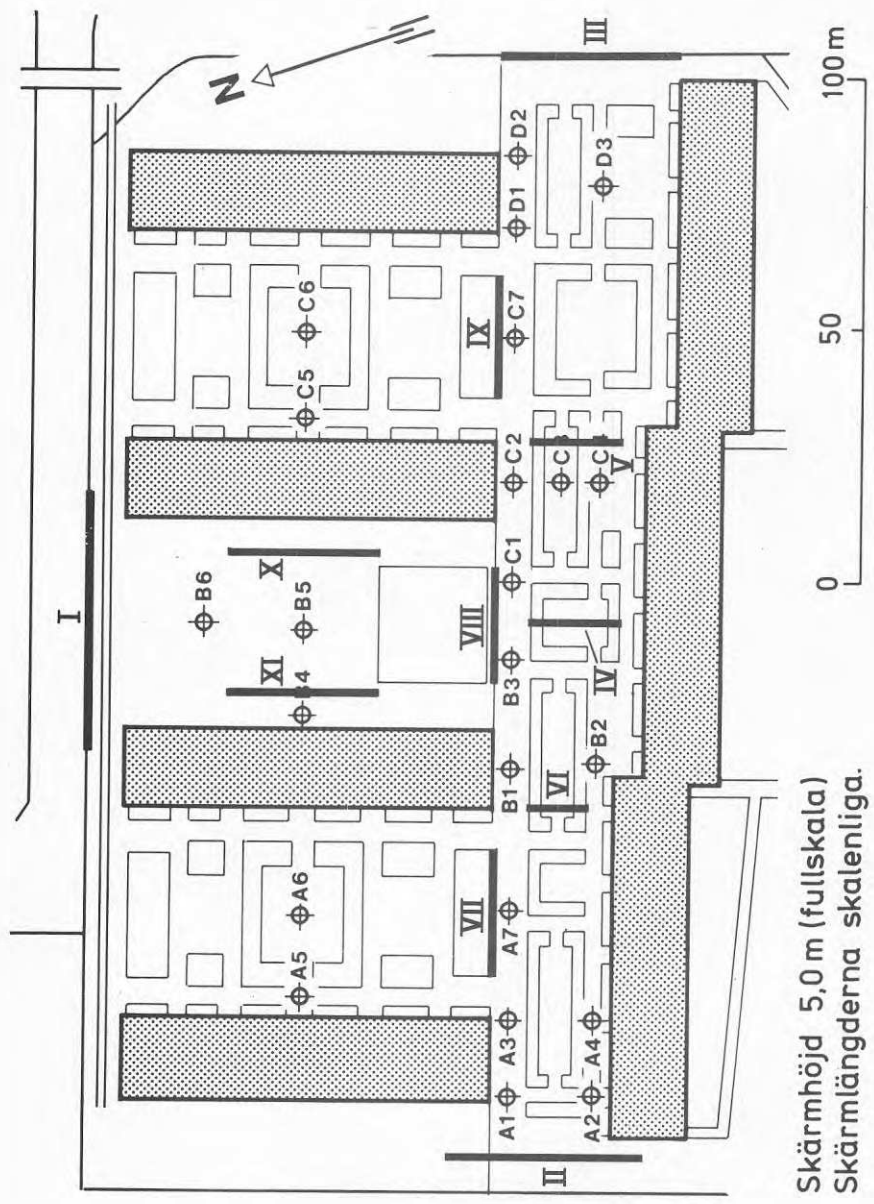 N
I
III
D2
D1
D3
C6
C5
IX
C7
C2
C3
C4
V
X
B6
B5
C1
VIII
XI
B4
B3
IV
B2
B1
VI
A6
A5
VII
A7
A3
A4
A1
A2
II
0
50
100 m
Skärmhöjd 5,0 m (fullskala)
Skärmlängderna skalenliga.